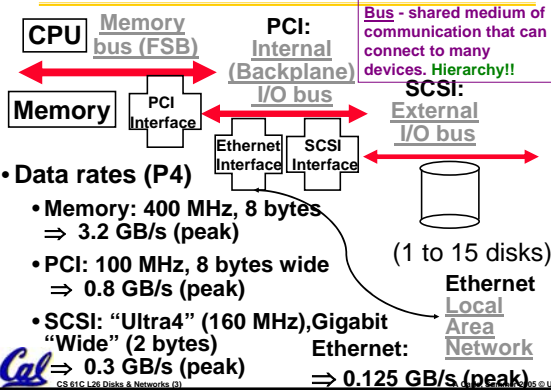 Bus - shared medium of
communication that can
connect to many
devices. Hierarchy!!
CPU
Memory
bus (FSB)
PCI:
Internal
(Backplane)
I/O bus
SCSI:
External
I/O bus
Memory
PCI
Interface
Ethernet
Interface
SCSI
Interface
(1 to 15 disks)
Ethernet
Local
Area
Network
• Data rates (P4)
• Memory: 400 MHz, 8 bytes
⇒ 3.2 GB/s (peak)
• PCI: 100 MHz, 8 bytes wide
⇒ 0.8 GB/s (peak)
• SCSI: “Ultra4” (160 MHz),
“Wide” (2 bytes)
⇒ 0.3 GB/s (peak)
Gigabit
Ethernet:
⇒ 0.125 GB/s (peak)
Cal
CS 61C L26 Disks & Networks (3)
2005 © U